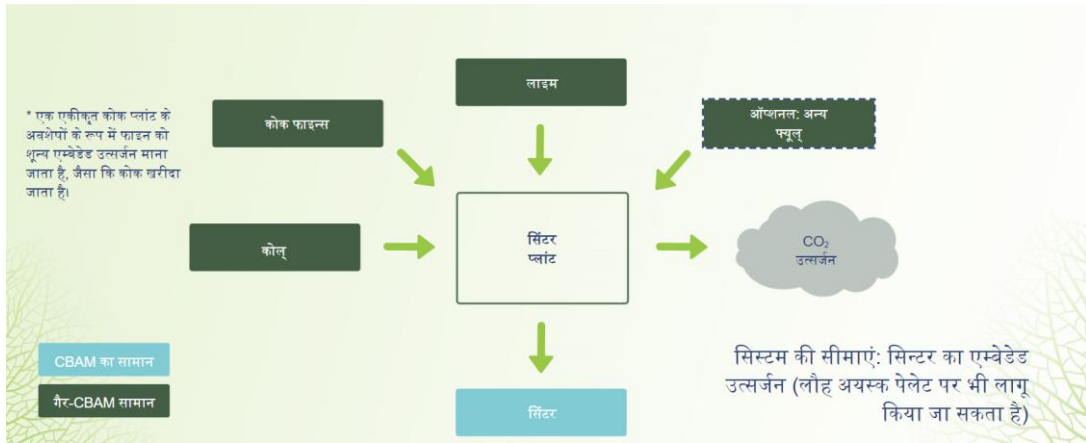 लाइम
कोक फाइन्स
ऑप्शनल: अन्य
फ्यूल्
* एक एकीकृत कोक प्लांट के
अवशेषों के रूप में फाइन को
शून्य एम्बेडेड उत्सर्जन माना
जाता है, जैसा कि कोक खरीदा
जाता है।
कोल्
सिंटर
प्लांट
CO₂
उत्सर्जन
CBAM का सामान
गैर-CBAM सामान
सिंटर
सिस्टम की सीमाएं: सिन्टर का एम्बेडेड
उत्सर्जन (लौह अयस्क पेलेट पर भी लागू
किया जा सकता है)